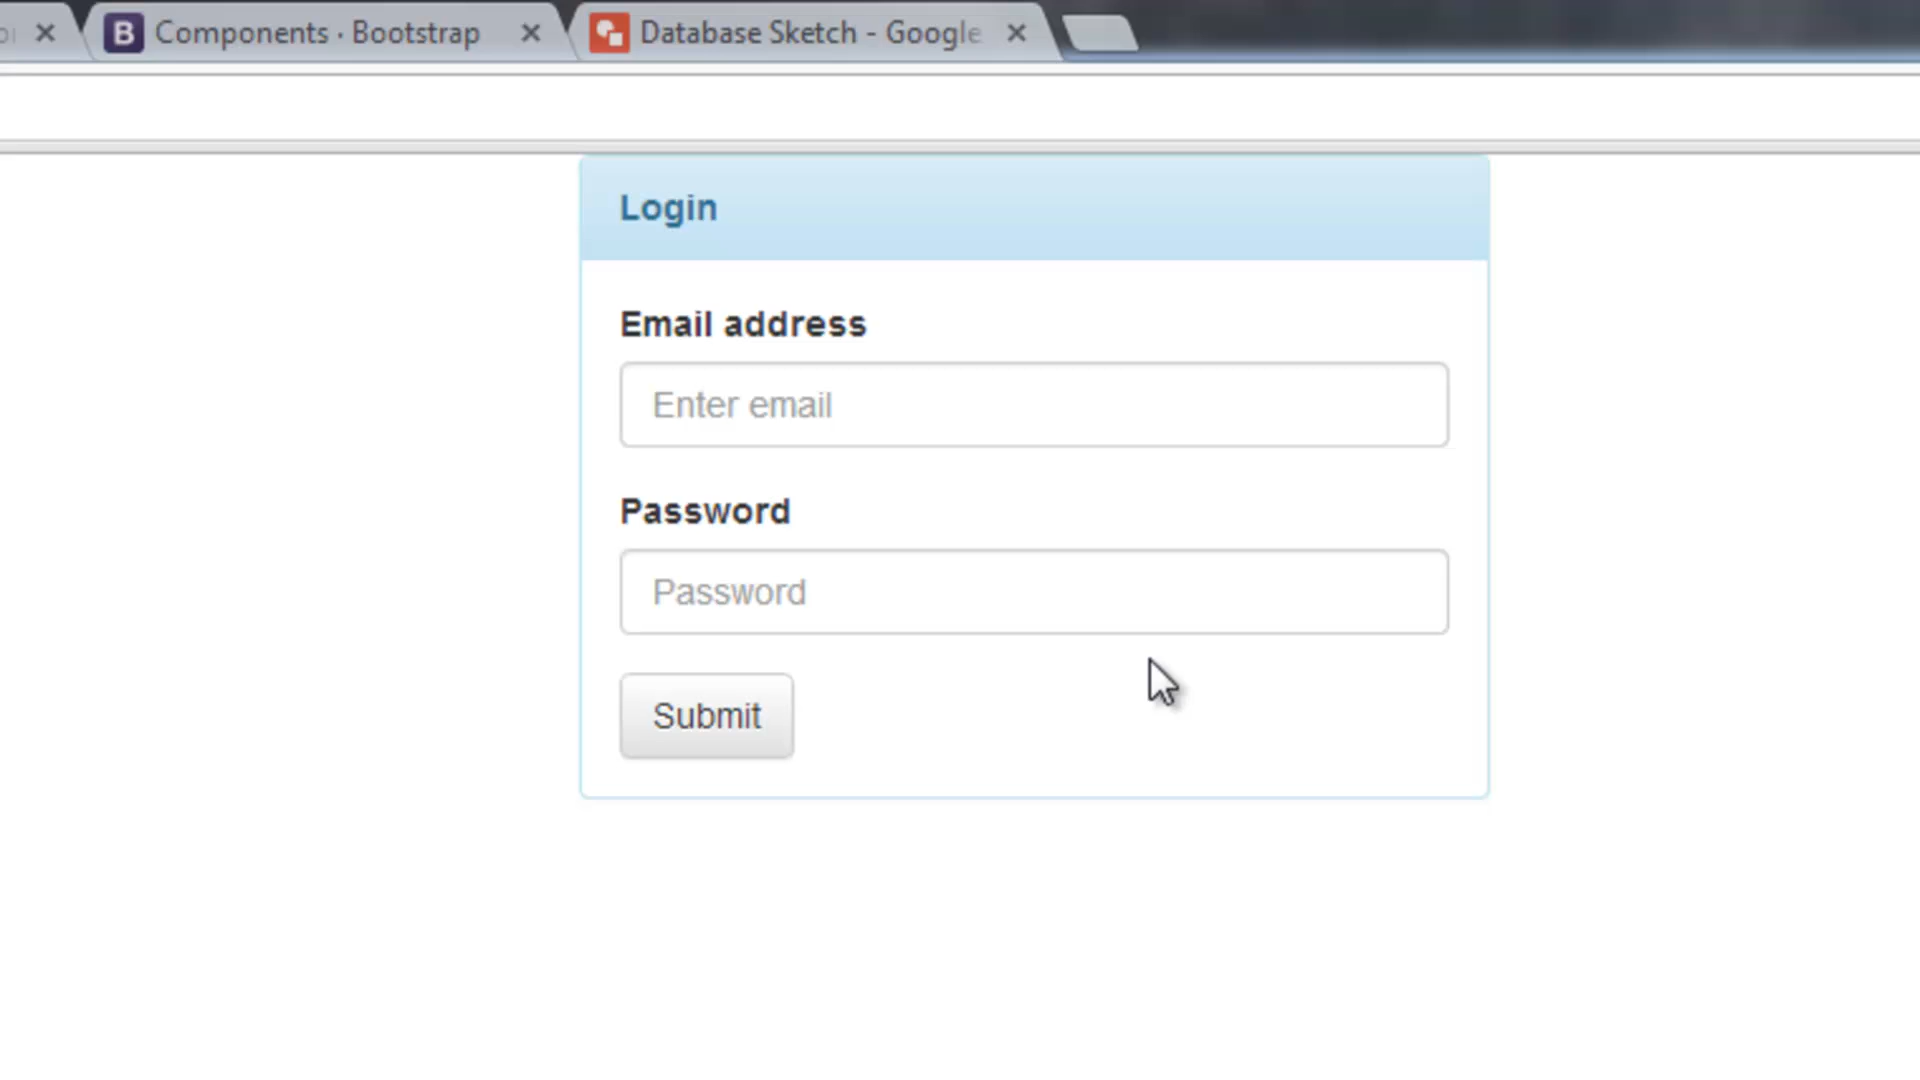 Components · Bootstrap
Database Sketch - Google
Login
Email address
Enter email
Password
Password
Submit